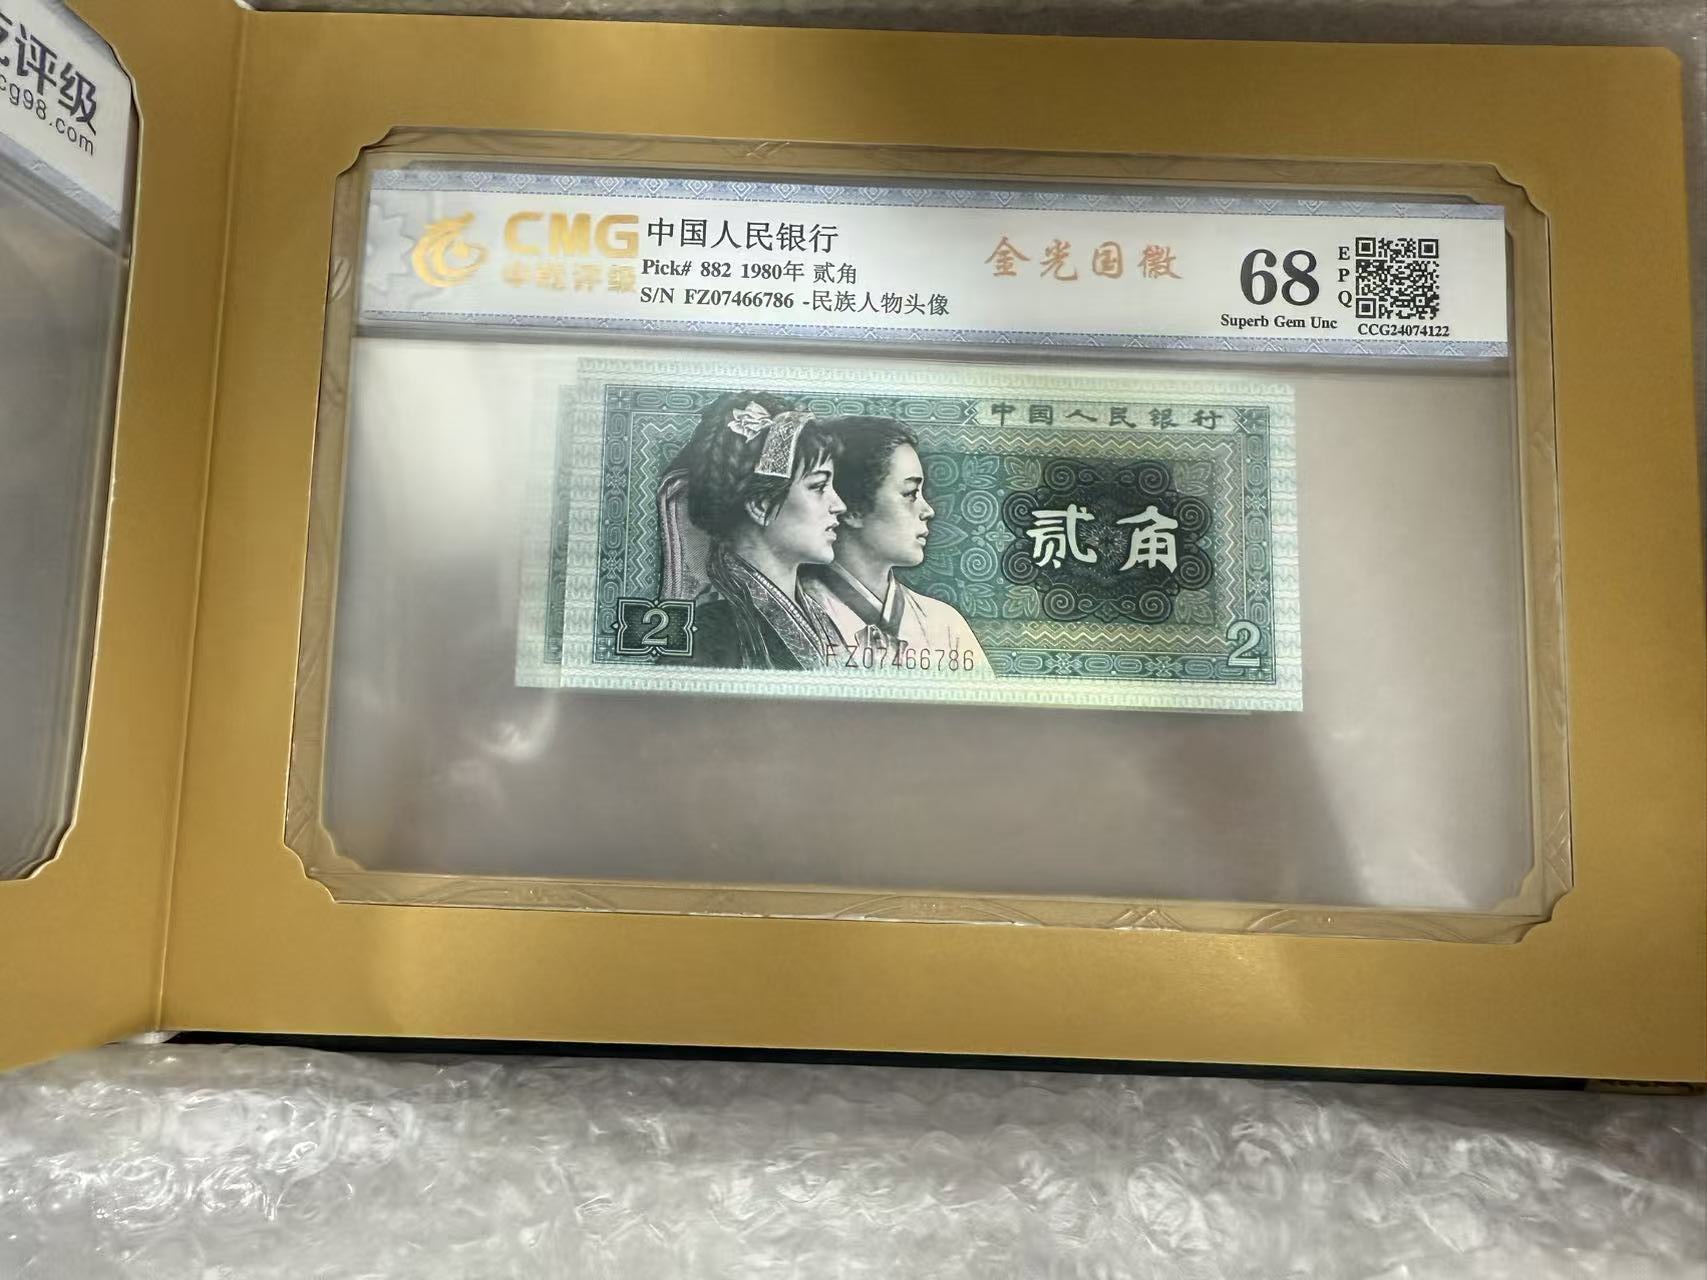 评级
cg98.com
CMG
中乾评级
中国人民银行
Pick# 882 1980年 贰角
S/N FZ07466786 -民族人物头像
金光国徽
68
EPQ
Superb Gem Unc
CCG24074122
中国人民银行
贰角
2
2
FZ07466786